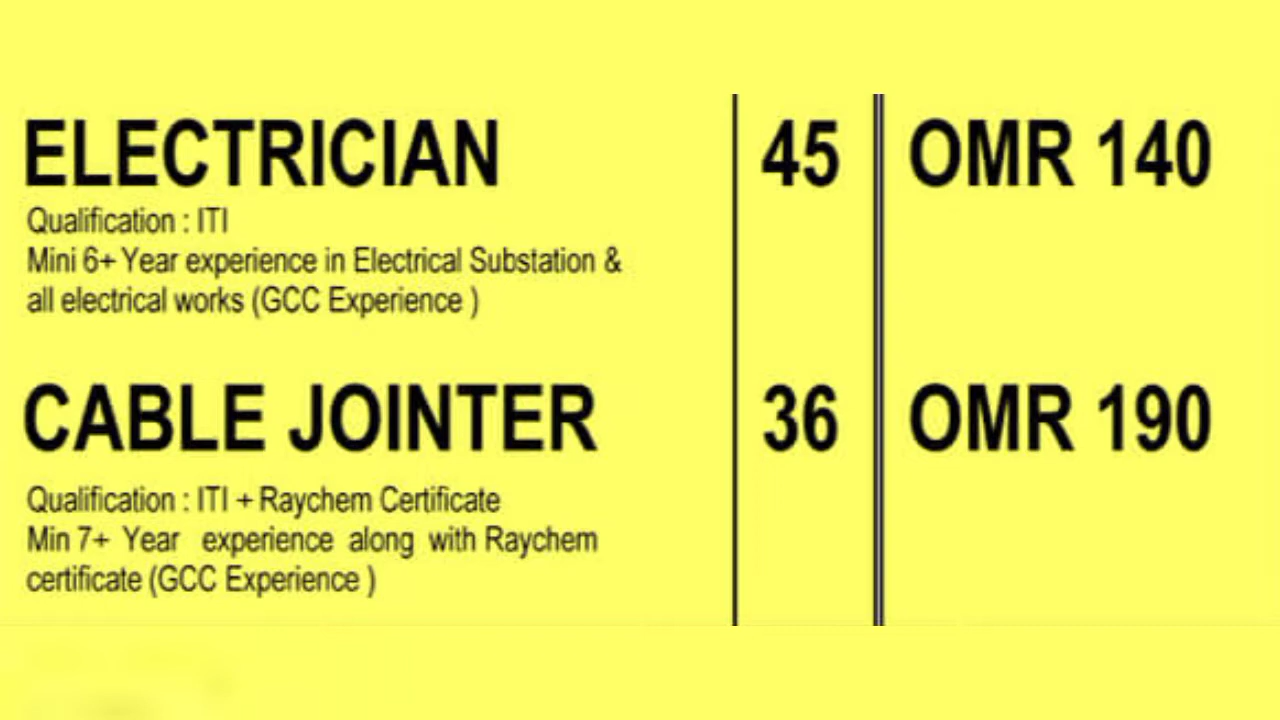 ELECTRICIAN 45 OMR 140
Qualification : ITI
Mini 6+ Year experience in Electrical Substation &
all electrical works (GCC Experience )
CABLE JOINTER 36 OMR 190
Qualification : ITI + Raychem Certificate
Min 7+ Year experience along with Raychem
certificate (GCC Experience )